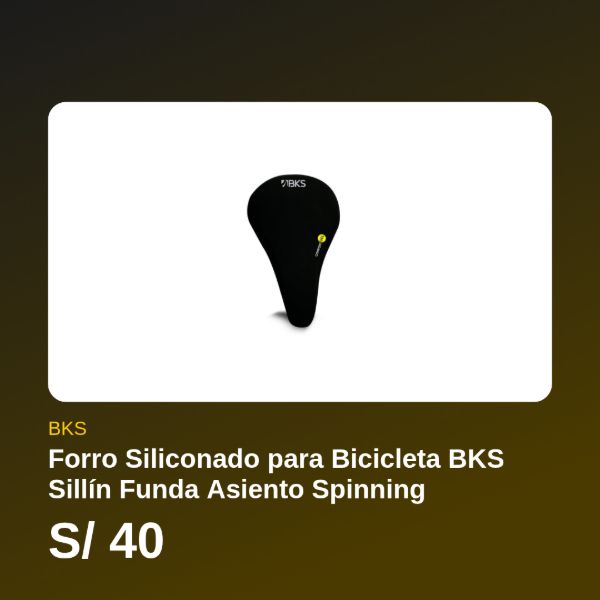 BKS
BKS
Forro Siliconado para Bicicleta BKS
Sillín Funda Asiento Spinning
S/ 40